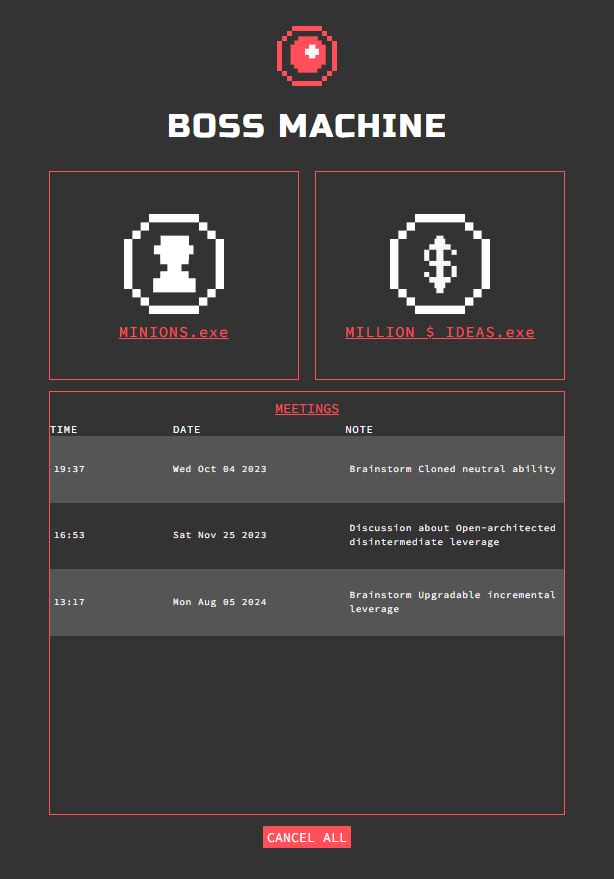 BOSS MACHINE
MINIONS.exe
MILLION $ IDEAS.exe
MEETINGS
TIME DATE NOTE
19:37 Wed Oct 04 2023 Brainstorm Cloned neutral ability
16:53 Sat Nov 25 2023 Discussion about Open-architected
disintermediate leverage
13:17 Mon Aug 05 2024 Brainstorm Upgradable incremental
leverage
CANCEL ALL